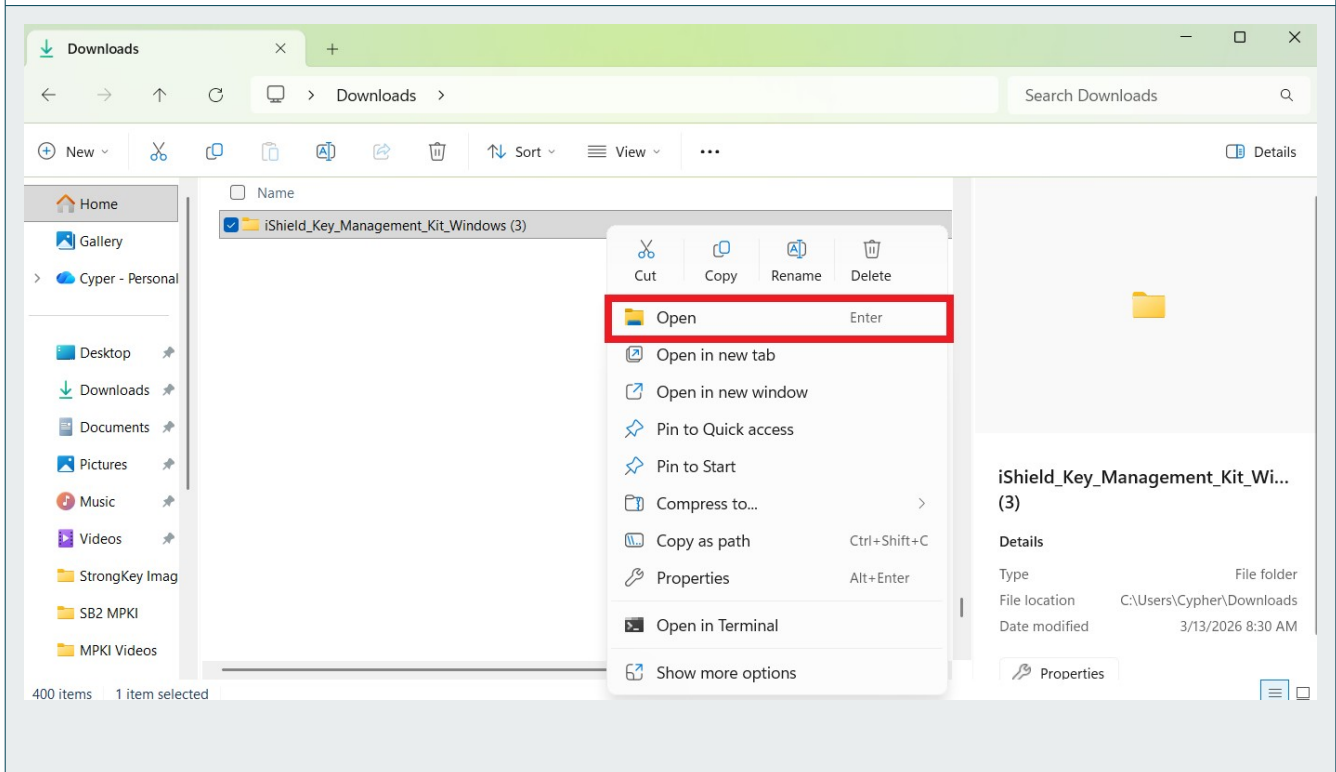 Downloads
Downloads
Search Downloads
New
Sort
View
Details
Home
Gallery
Cyper - Personal
Desktop
Downloads
Documents
Pictures
Music
Videos
StrongKey Imag
SB2 MPKI
MPKI Videos
Name
iShield_Key_Management_Kit_Windows (3)
Cut Copy Rename Delete
Open Enter
Open in new tab
Open in new window
Pin to Quick access
Pin to Start
Compress to...
Copy as path Ctrl+Shift+C
Properties Alt+Enter
Open in Terminal
Show more options
iShield_Key_Management_Kit_Wi...
(3)
Details
Type File folder
File location C:\Users\Cypher\Downloads
Date modified 3/13/2026 8:30 AM
Properties
400 items 1 item selected